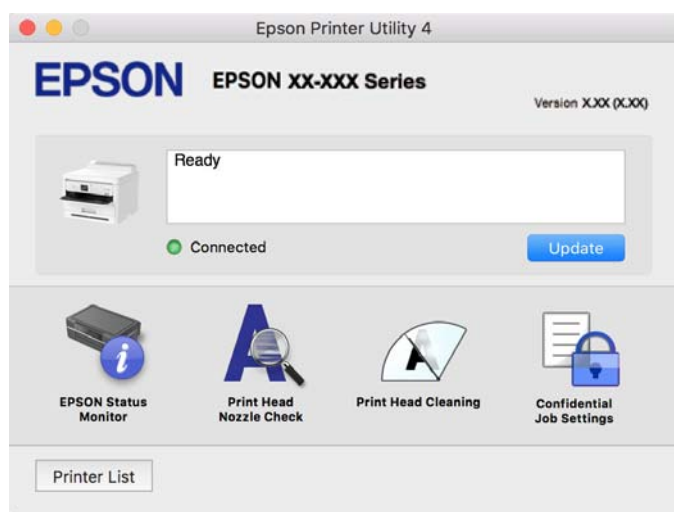 Epson Printer Utility 4
EPSON EPSON XX-XXX Series
Version X.XX (X.XX)
Ready
Connected
Update
EPSON Status
Monitor
Print Head
Nozzle Check
Print Head Cleaning
Confidential
Job Settings
Printer List